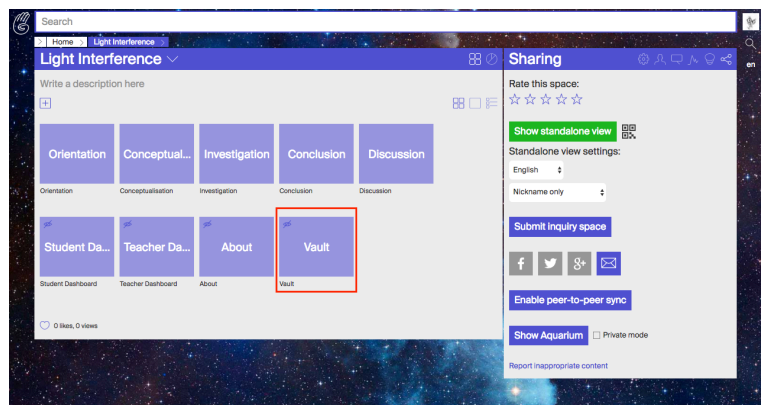 Search
Home
Light Interference
en
Light Interference
Write a description here
Orientation
Conceptual...
Investigation
Conclusion
Discussion
Orientation
Conceptualisation
Investigation
Conclusion
Discussion
Student Da...
Teacher Da...
About
Vault
Student Dashboard
Teacher Dashboard
About
Vault
0 likes, 0 views
Sharing
Rate this space:
Show standalone view
Standalone view settings:
English
Nickname only
Submit inquiry space
f
8+
Enable peer-to-peer sync
Show Aquarium
Private mode
Report inappropriate content